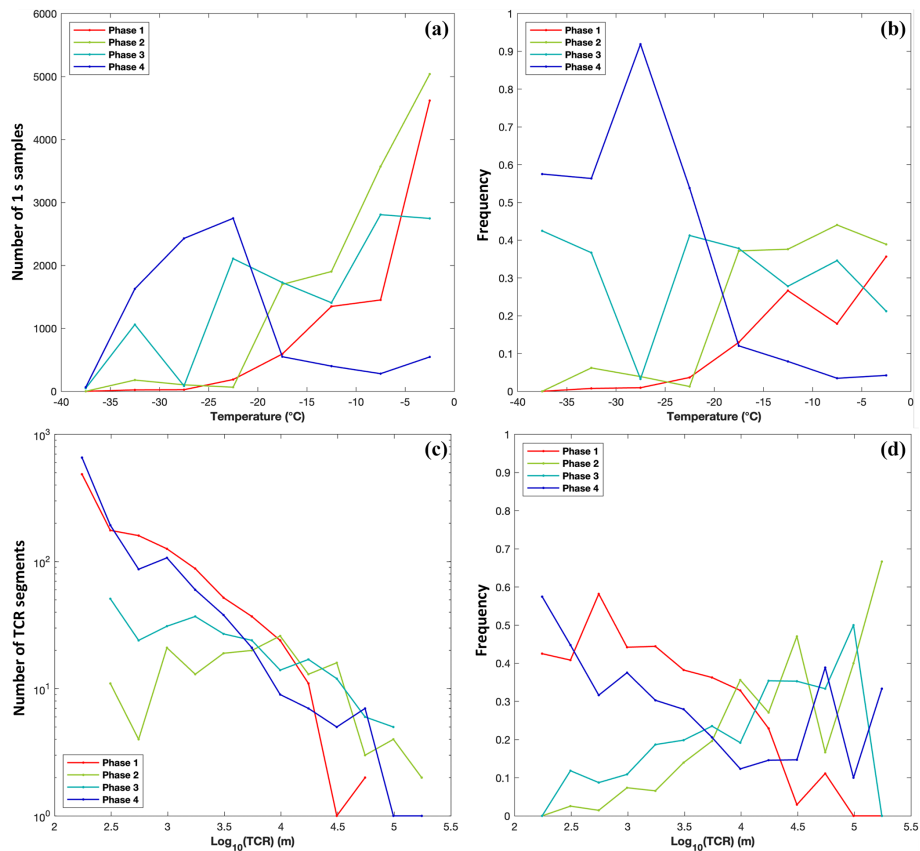 (a)
Phase 1
Phase 2
Phase 3
Phase 4
Number of 1 s samples
6000
5000
4000
3000
2000
1000
0
-40 -35 -30 -25 -20 -15 -10 -5 0
Temperature (°C)
(b)
Phase 1
Phase 2
Phase 3
Phase 4
Frequency
1
0.9
0.8
0.7
0.6
0.5
0.4
0.3
0.2
0.1
0
-40 -35 -30 -25 -20 -15 -10 -5 0
Temperature (°C)
(c)
Number of TCR segments
10³
10²
10¹
10⁰
Phase 1
Phase 2
Phase 3
Phase 4
2 2.5 3 3.5 4 4.5 5 5.5
Log₁₀(TCR) (m)
(d)
Phase 1
Phase 2
Phase 3
Phase 4
Frequency
1
0.9
0.8
0.7
0.6
0.5
0.4
0.3
0.2
0.1
0
2 2.5 3 3.5 4 4.5 5 5.5
Log₁₀(TCR) (m)